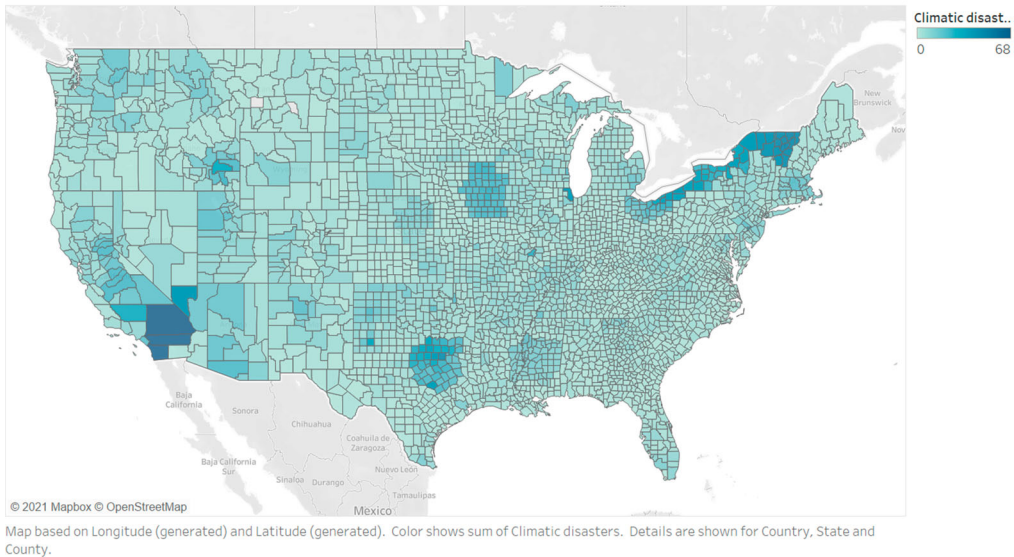 Climatic disast..
0 68
New
Brunswick
Nov
Baja
California
Sonora
Chihuahua
Coahuila de
Zaragoza
Baja California
Sur
Nuevo León
Sinaloa Durango
Tamaulipas
Mexico
© 2021 Mapbox © OpenStreetMap
Map based on Longitude (generated) and Latitude (generated). Color shows sum of Climatic disasters. Details are shown for Country, State and
County.